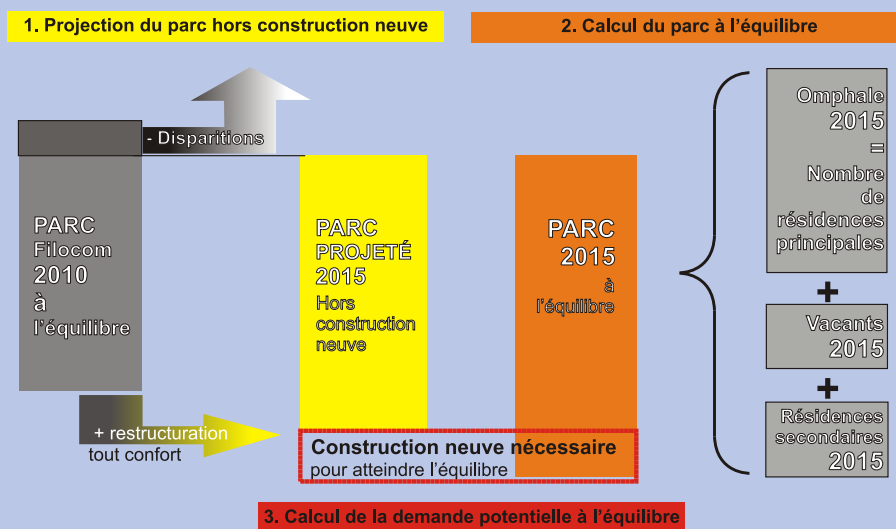 1. Projection du parc hors construction neuve
2. Calcul du parc à l'équilibre
- Disparitions
PARC
Filocom
2010
à
l'équilibre
+ restructuration
tout confort
PARC
PROJETÉ
2015
Hors
construction
neuve
PARC
2015
à
l'équilibre
Construction neuve nécessaire
pour atteindre l'équilibre
Omphale
2015
=
Nombre
de
résidences
principales
+
Vacants
2015
+
Résidences
secondaires
2015
3. Calcul de la demande potentielle à l'équilibre